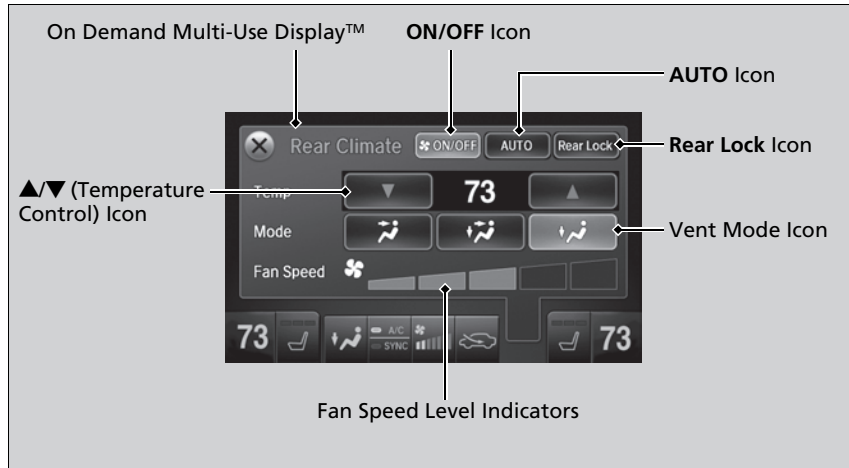 On Demand Multi-Use Display™
ON/OFF Icon
AUTO Icon
Rear Climate ON/OFF AUTO Rear Lock
Rear Lock Icon
▲/▼ (Temperature
Control) Icon
Temp ▼ 73 ▲
Mode
Vent Mode Icon
Fan Speed
73 A/C 73
SYNC
Fan Speed Level Indicators